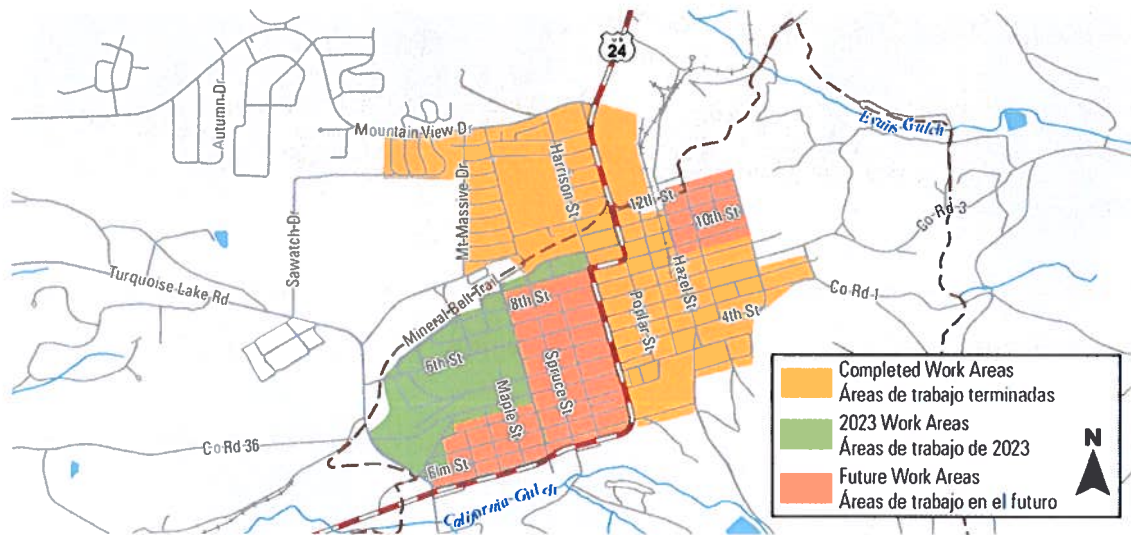 U S
24
Evans Gulch
Autumn Dr
Mountain View Dr
Harrison St
Mt Massive Dr
12th St
10th St
Co Rd 3
Sawatch Dr
Hazel St
Turquoise Lake Rd
Co Rd 1
8th St
Mineral Belt Trail
Poplar St
4th St
6th St
Spruce St
Maple St
Co Rd 36
Elm St
California Gulch
Completed Work Areas
Áreas de trabajo terminadas
2023 Work Areas
Áreas de trabajo de 2023
Future Work Areas
Áreas de trabajo en el futuro
N